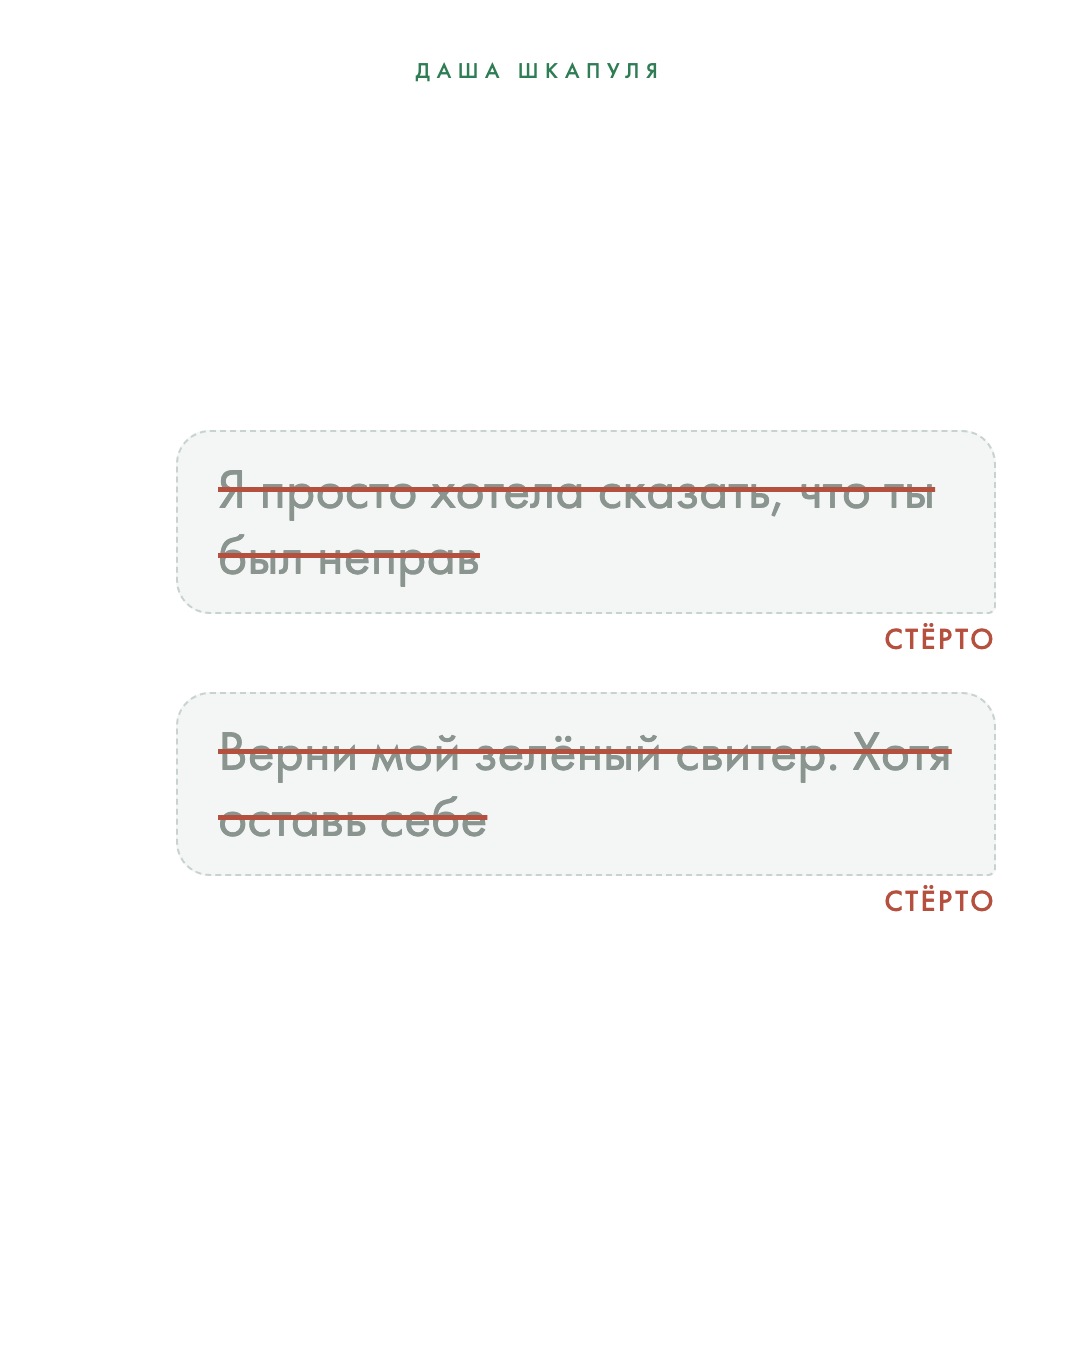 ДАША ШКАПУЛЯ
Я просто хотела сказать, что ты
был неправ
СТЁРТО
Верни мой зелёный свитер. Хотя
оставь себе
СТЁРТО